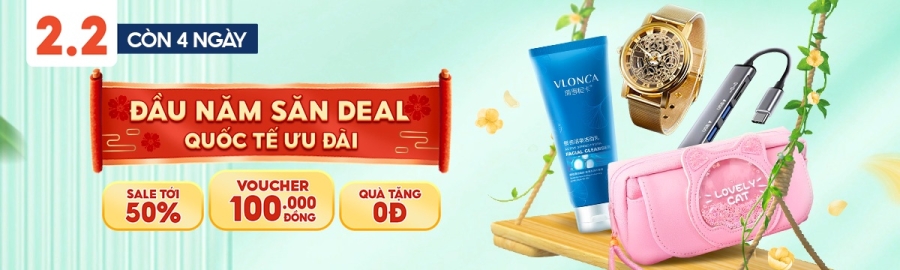 2.2
CÒN 4 NGÀY
ĐẦU NĂM SĂN DEAL
QUỐC TẾ ƯU ĐÃI
SALE TỚI
50%
VOUCHER
100.000
ĐỒNG
QUÀ TẶNG
0Đ
VLONCA
FACIAL CLEANSER
LOVELY
CAT